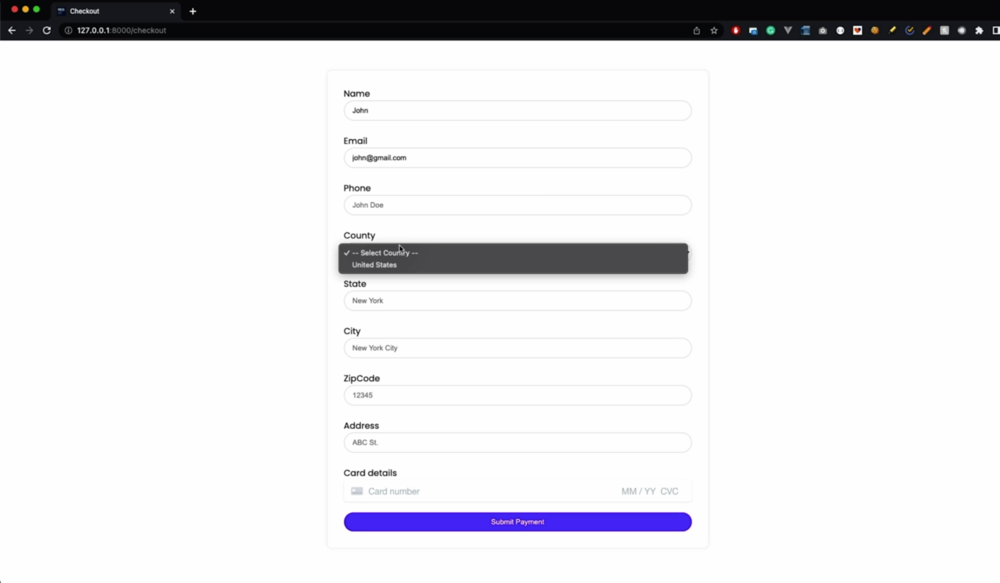 Checkout
127.0.0.1:8000/checkout
Name
John
Email
john@gmail.com
Phone
John Doe
County
✓ -- Select Country --
United States
State
New York
City
New York City
ZipCode
12345
Address
ABC St.
Card details
Card number MM / YY CVC
Submit Payment